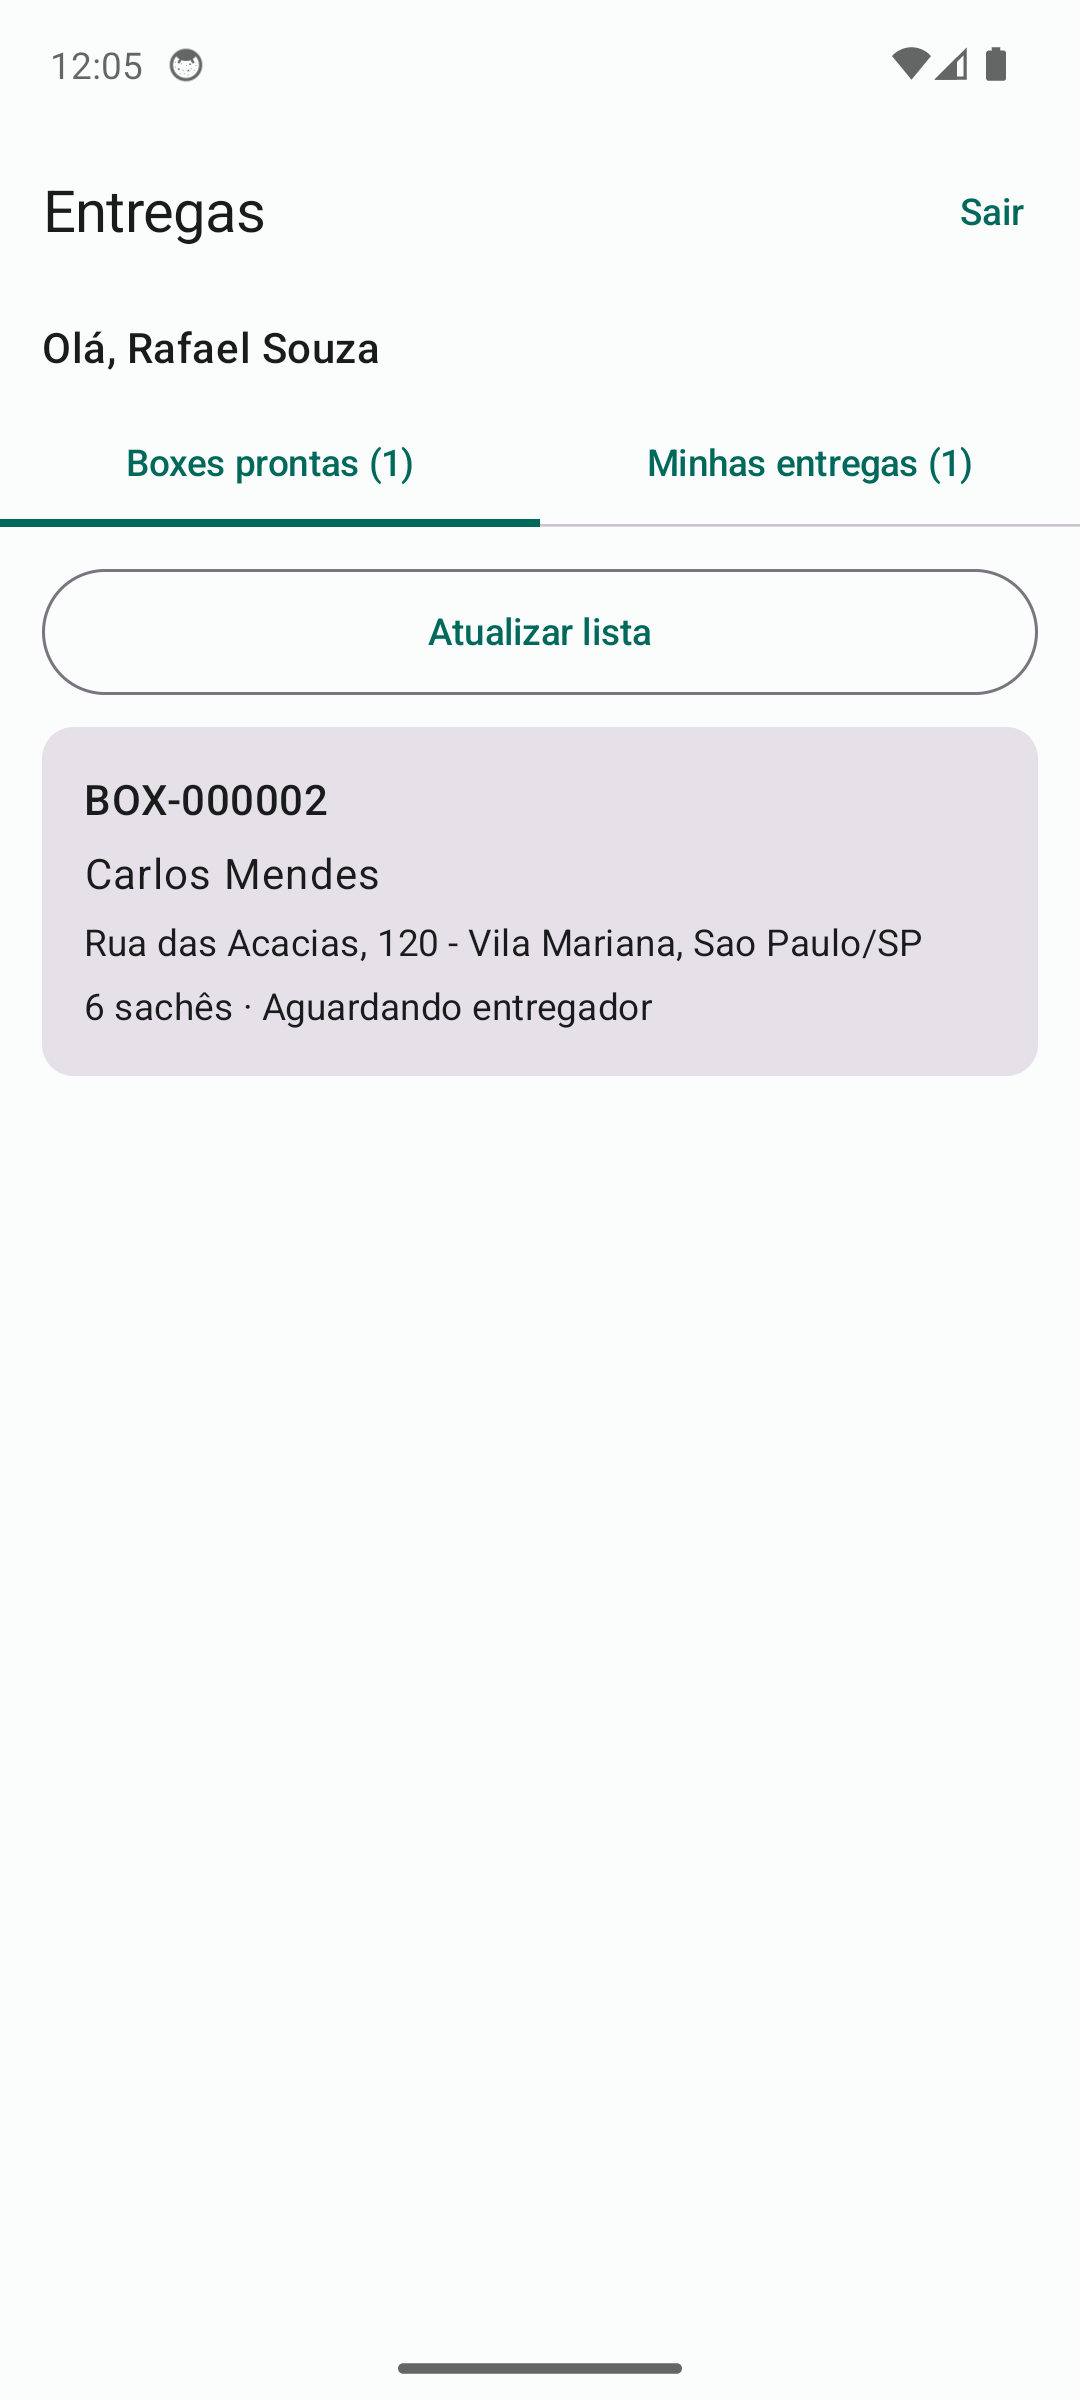 12:05
Entregas
Sair
Olá, Rafael Souza
Boxes prontas (1)
Minhas entregas (1)
Atualizar lista
BOX-000002
Carlos Mendes
Rua das Acacias, 120 - Vila Mariana, Sao Paulo/SP
6 sachês · Aguardando entregador